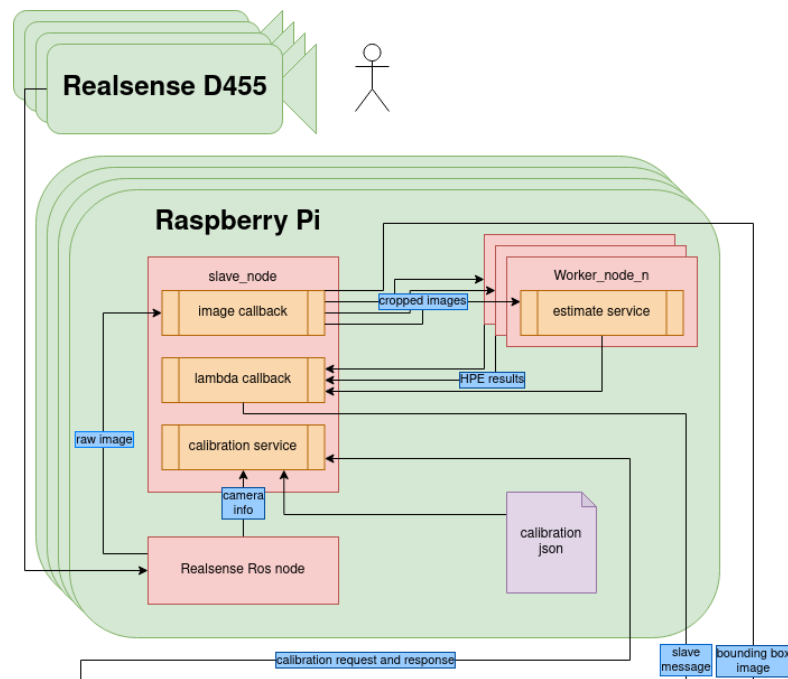 Realsense D455
Raspberry Pi
slave_node
Worker_node_n
image callback
cropped images
estimate service
lambda callback
HPE results
raw image
calibration service
camera
info
calibration
json
Realsense Ros node
calibration request and response
slave
message
bounding box
image